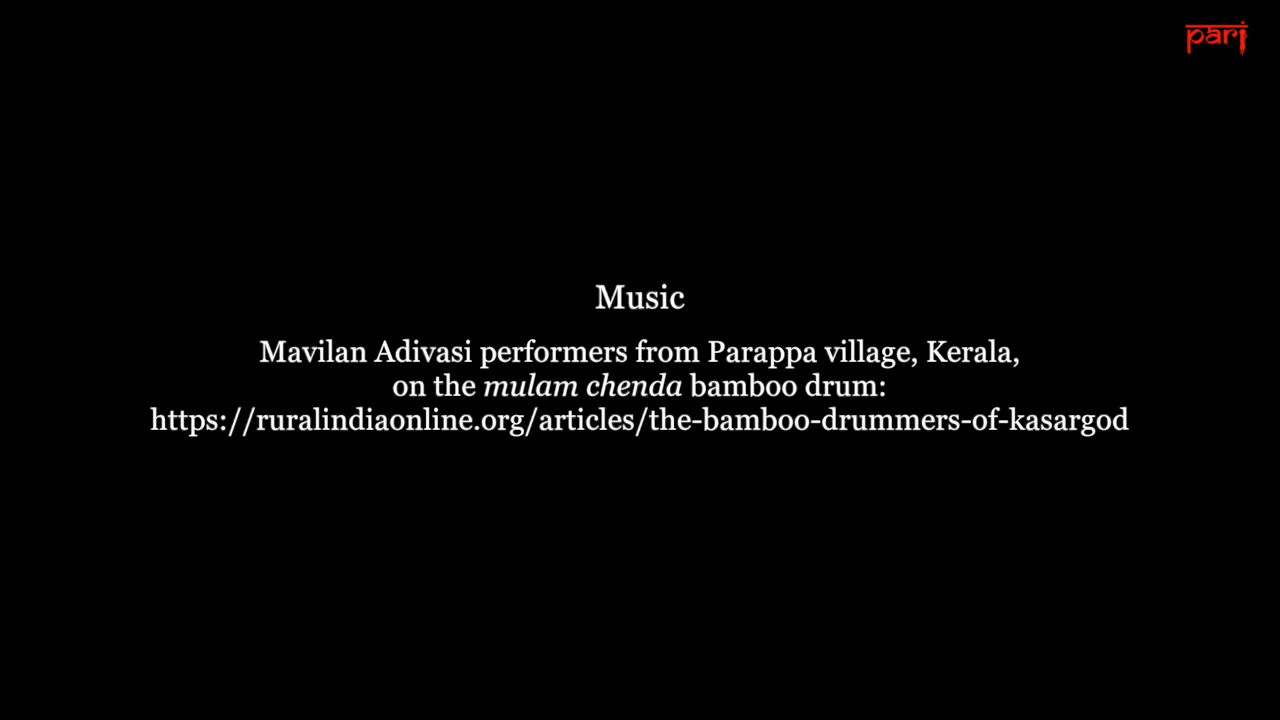 pari
Music
Mavilan Adivasi performers from Parappa village, Kerala,
on the mulam chenda bamboo drum:
https://ruralindiaonline.org/articles/the-bamboo-drummers-of-kasargod